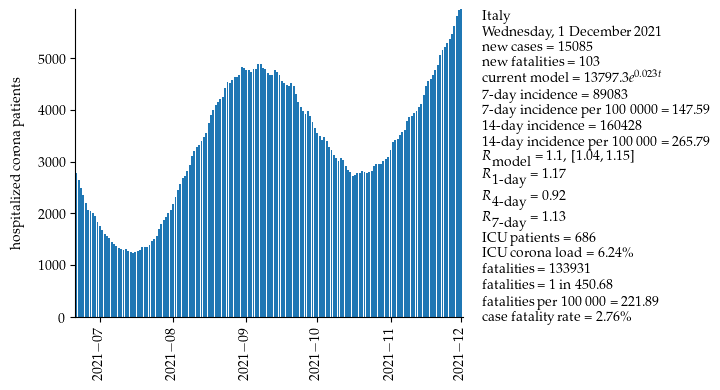 hospitalized corona patients
5000
4000
3000
2000
1000
0
2021−07
2021−08
2021−09
2021−10
2021−11
2021−12
Italy
Wednesday, 1 December 2021
new cases = 15085
new fatalities = 103
current model = 13797.3e^0.023t
7-day incidence = 89083
7-day incidence per 100 0000 = 147.59
14-day incidence = 160428
14-day incidence per 100 000 = 265.79
R_model = 1.1, [1.04, 1.15]
R_1-day = 1.17
R_4-day = 0.92
R_7-day = 1.13
ICU patients = 686
ICU corona load = 6.24%
fatalities = 133931
fatalities = 1 in 450.68
fatalities per 100 000 = 221.89
case fatality rate = 2.76%